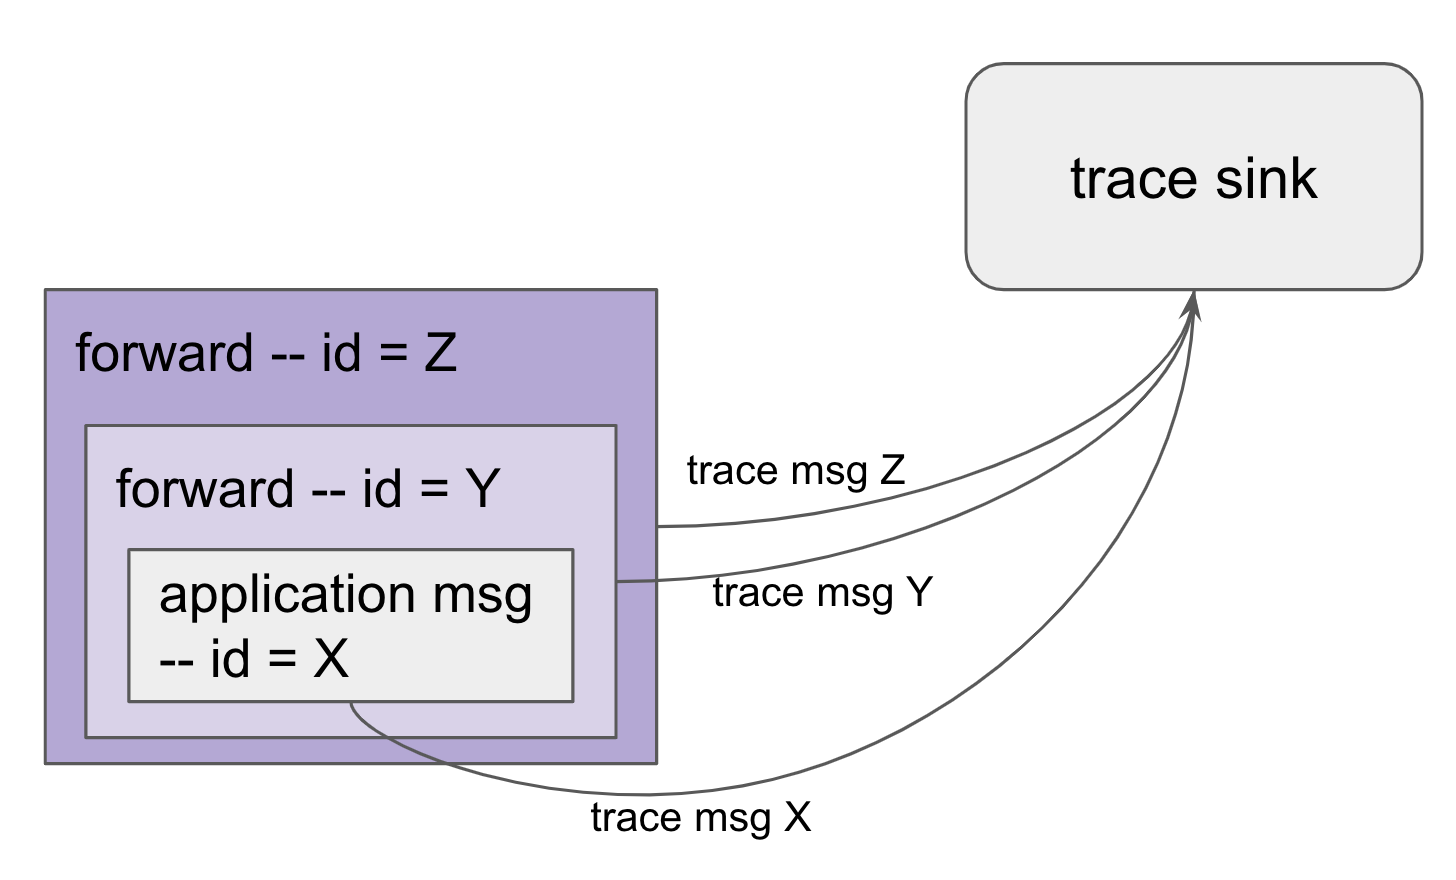 trace sink
forward -- id = Z
forward -- id = Y
application msg
-- id = X
trace msg Z
trace msg Y
trace msg X